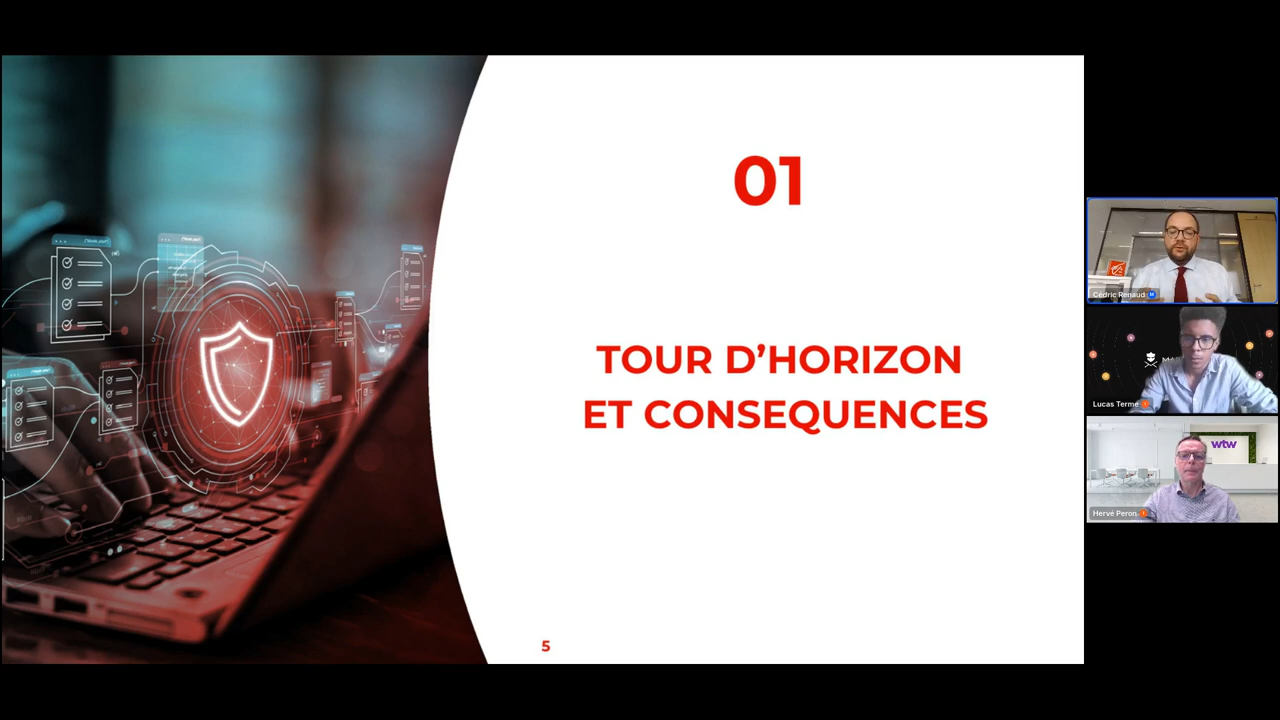 01
TOUR D’HORIZON
ET CONSEQUENCES
5
Cédric Renaud
Lucas Terme
wtw
Hervé Peron